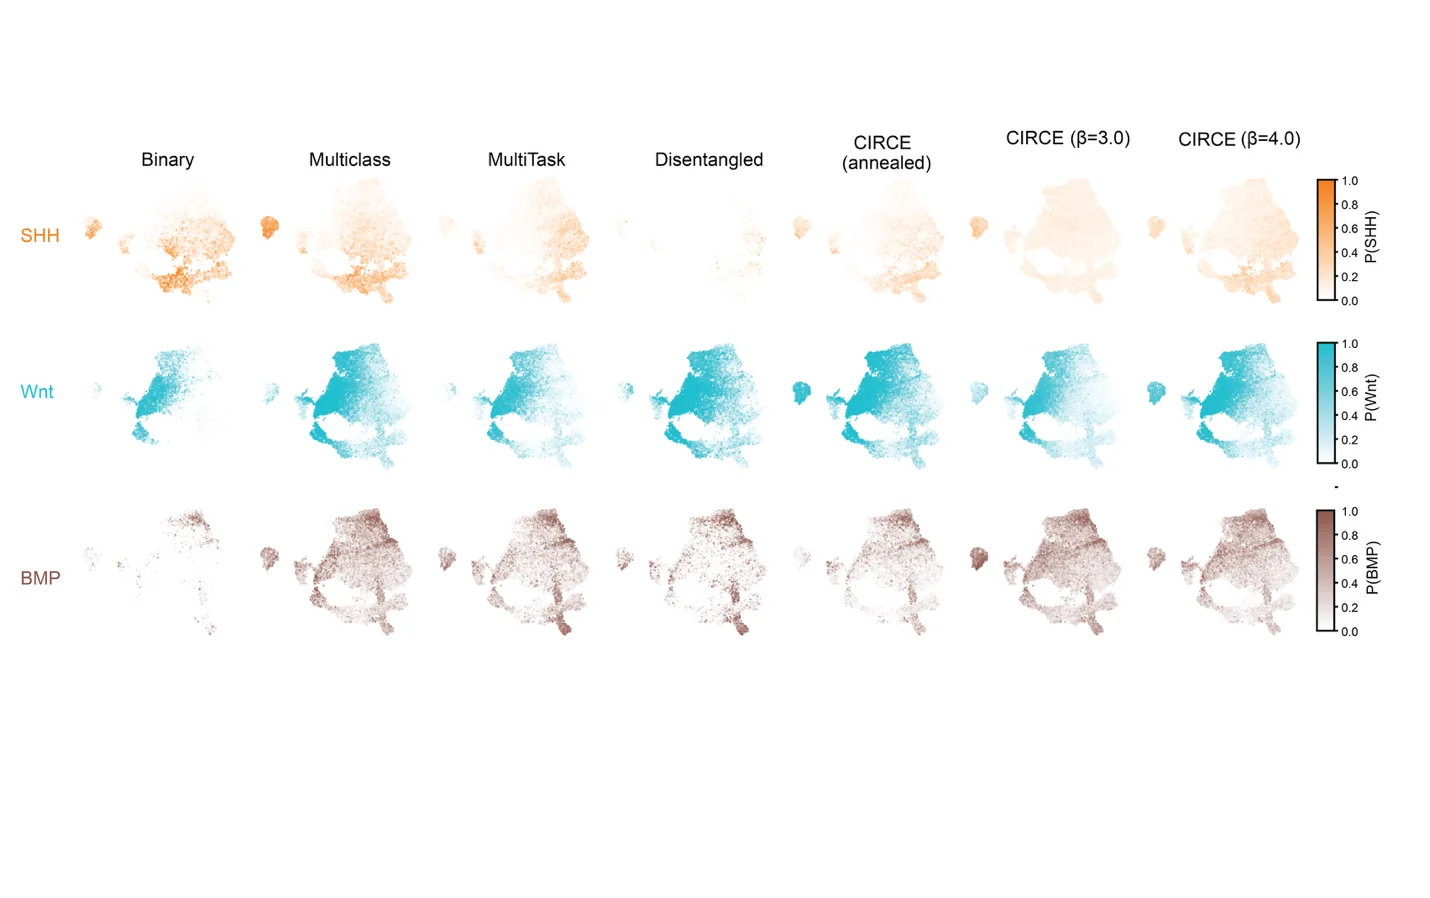 Binary
Multiclass
MultiTask
Disentangled
CIRCE
(annealed)
CIRCE (β=3.0)
CIRCE (β=4.0)
SHH
1.0
0.8
0.6
0.4
0.2
0.0
P(SHH)
Wnt
1.0
0.8
0.6
0.4
0.2
0.0
P(Wnt)
-
BMP
1.0
0.8
0.6
0.4
0.2
0.0
P(BMP)